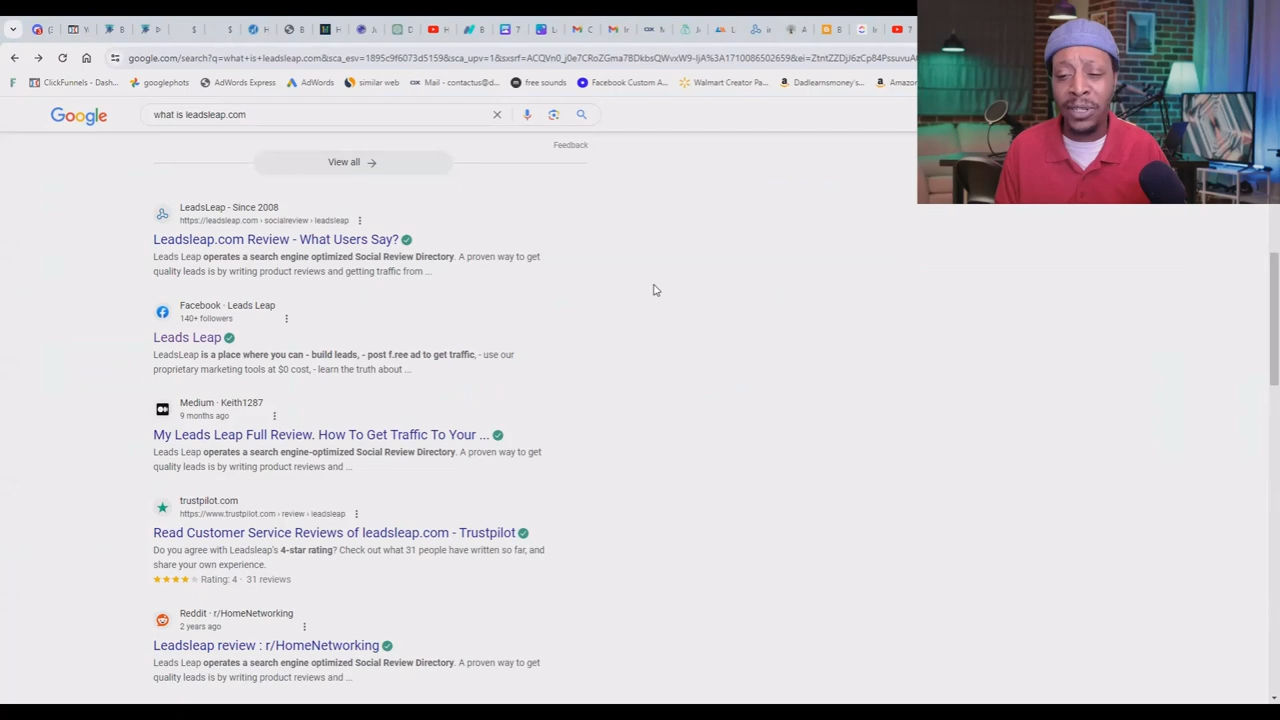 google.com/search?q=what+is+leadsleap.com
ClickFunnels - Dash...
googlephots
AdWords Express
AdWords
similar web
Mail - contactus@d...
free sounds
Facebook Custom A...
Walmart Creator Pa...
Dadlearnsmoney's...
Amazon
Google
what is leadsleap.com
Feedback
View all
LeadsLeap - Since 2008
https://leadsleap.com › socialreview › leadsleap
Leadsleap.com Review - What Users Say?
Leads Leap operates a search engine optimized Social Review Directory. A proven way to get
quality leads is by writing product reviews and getting traffic from ...
Facebook · Leads Leap
140+ followers
Leads Leap
LeadsLeap is a place where you can - build leads, - post f.ree ad to get traffic, - use our
proprietary marketing tools at $0 cost, - learn the truth about ...
Medium · Keith1287
9 months ago
My Leads Leap Full Review. How To Get Traffic To Your ...
Leads Leap operates a search engine-optimized Social Review Directory. A proven way to get
quality leads is by writing product reviews and ...
trustpilot.com
https://www.trustpilot.com › review › leadsleap
Read Customer Service Reviews of leadsleap.com - Trustpilot
Do you agree with Leadsleap's 4-star rating? Check out what 31 people have written so far, and
share your own experience.
Rating: 4 · 31 reviews
Reddit · r/HomeNetworking
2 years ago
Leadsleap review : r/HomeNetworking
Leads Leap operates a search engine optimized Social Review Directory. A proven way to get
quality leads is by writing product reviews and ...